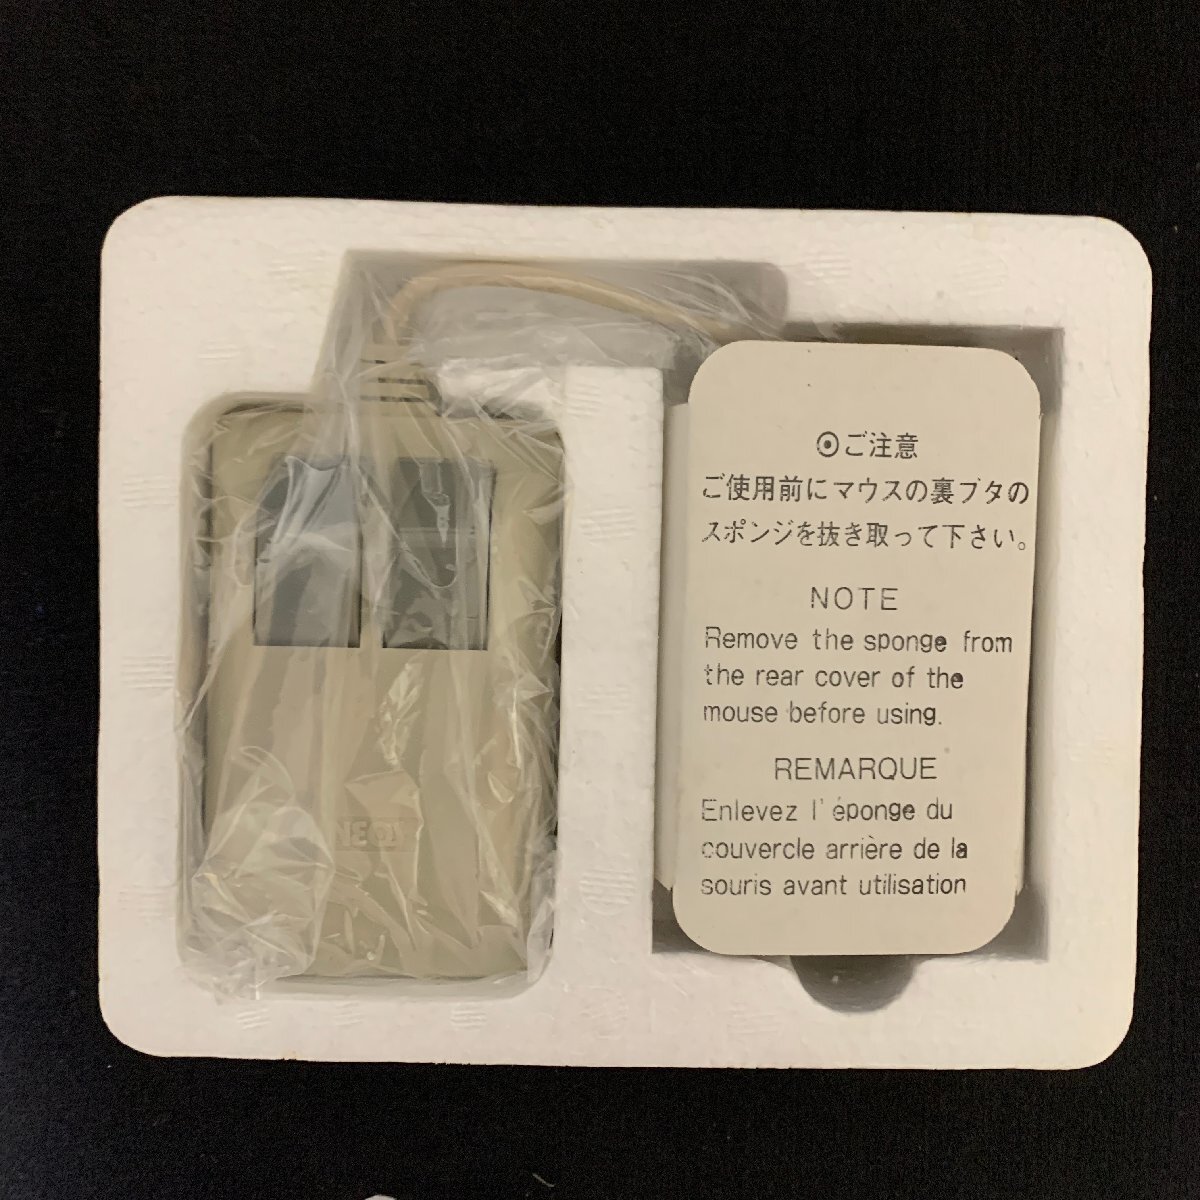 ⊙ご注意
ご使用前にマウスの裏ブタの
スポンジを抜き取って下さい。
NOTE
Remove the sponge from
the rear cover of the
mouse before using.
REMARQUE
Enlevez l'éponge du
couvercle arrière de la
souris avant utilisation